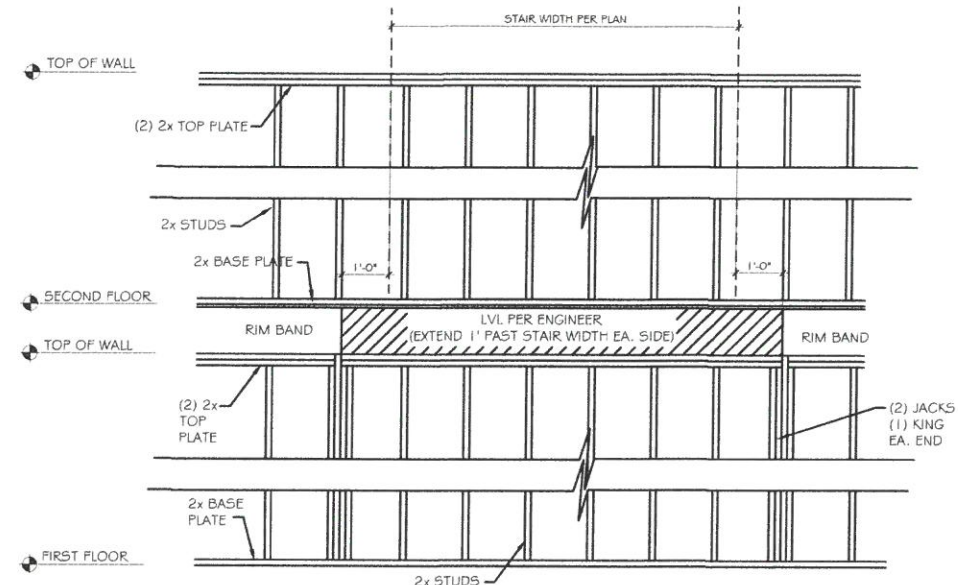 STAIR WIDTH PER PLAN
TOP OF WALL
(2) 2x TOP PLATE
2x STUDS
2x BASE PLATE
1'-0"
1'-0"
SECOND FLOOR
LVL PER ENGINEER
(EXTEND 1' PAST STAIR WIDTH EA. SIDE)
RIM BAND
RIM BAND
TOP OF WALL
(2) 2x
TOP
PLATE
(2) JACKS
(1) KING
EA. END
2x BASE
PLATE
FIRST FLOOR
2x STUDS